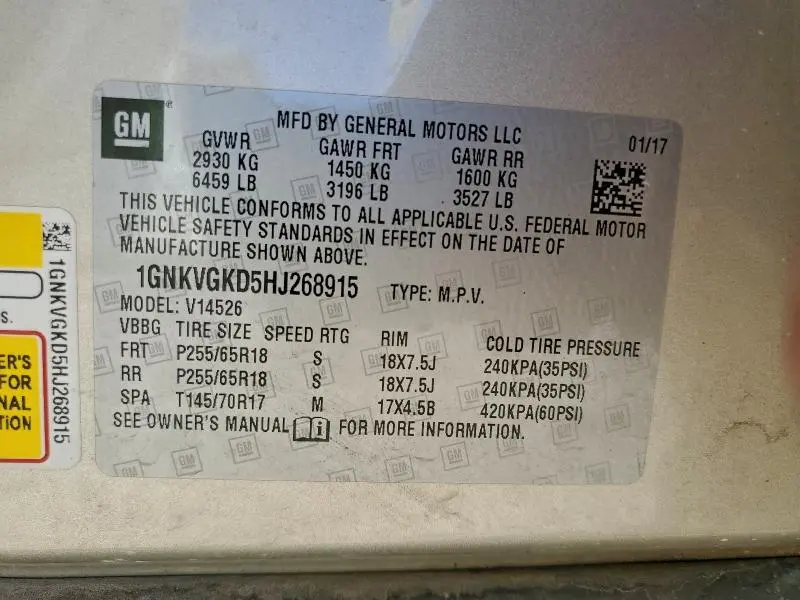 GM
MFD BY GENERAL MOTORS LLC
01/17
GVWR GAWR FRT GAWR RR
2930 KG 1450 KG 1600 KG
6459 LB 3196 LB 3527 LB
THIS VEHICLE CONFORMS TO ALL APPLICABLE U.S. FEDERAL MOTOR
VEHICLE SAFETY STANDARDS IN EFFECT ON THE DATE OF
MANUFACTURE SHOWN ABOVE.
1GNKVGKD5HJ268915 TYPE: M.P.V.
MODEL: V14526
VBBG TIRE SIZE SPEED RTG RIM COLD TIRE PRESSURE
FRT P255/65R18 S 18X7.5J 240KPA(35PSI)
RR P255/65R18 S 18X7.5J 240KPA(35PSI)
SPA T145/70R17 M 17X4.5B 420KPA(60PSI)
SEE OWNER'S MANUAL i FOR MORE INFORMATION.
1GNKVGKD5HJ268915
S.
ER'S
FOR
NAL
TION